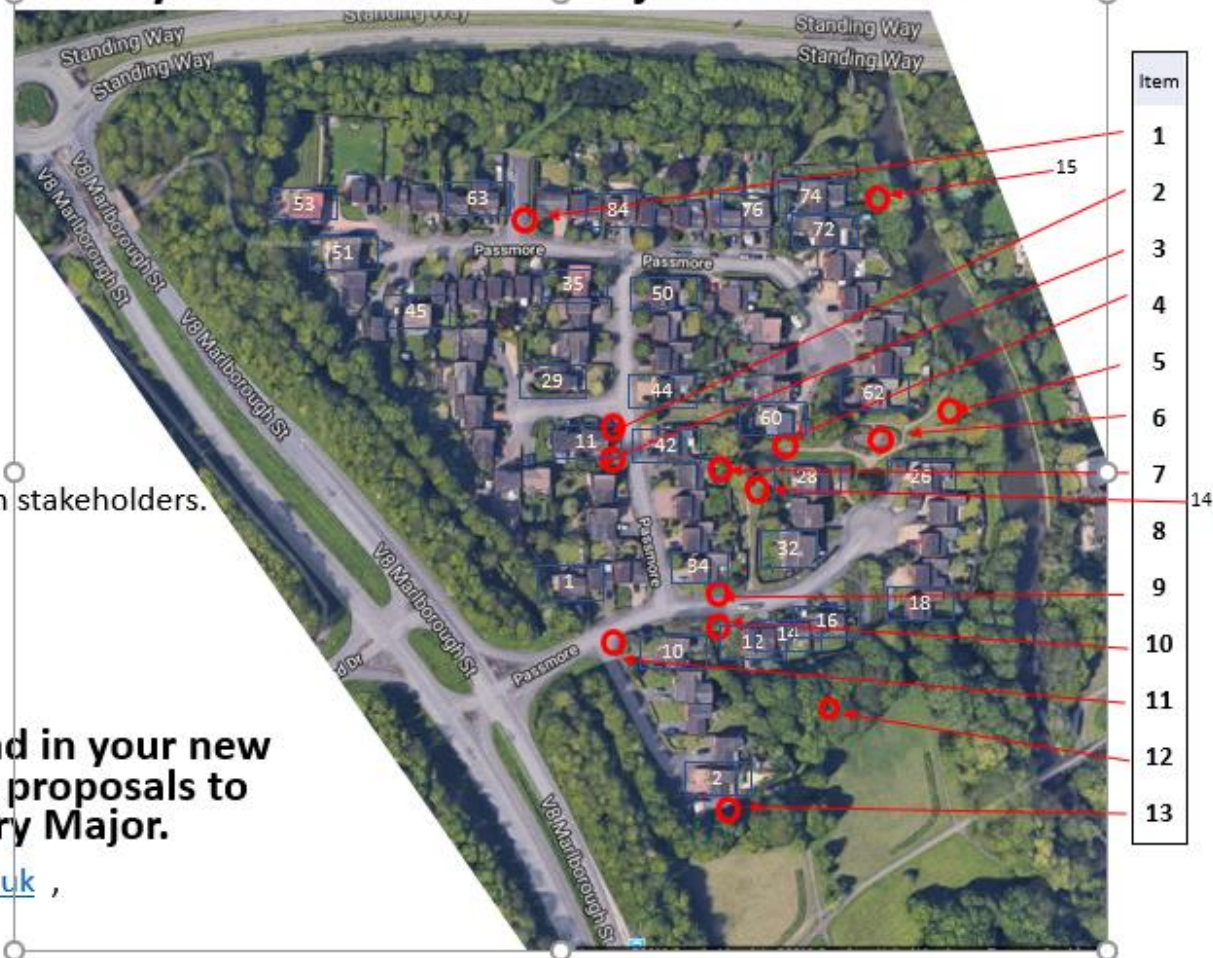 Standing Way
Standing Way
Standing Way
Standing Way
Standing Way
Item
1
15
2
3
4
5
6
7
14
8
9
10
11
12
13
V8 Marlborough St
V8 Marlborough St
53
63
84
76
74
72
51
Passmore
Passmore
35
50
45
V8 Marlborough St
29
44
62
60
11
42
28
26
n stakeholders.
V8 Marlborough St
Passmore
32
34
1
18
16
14
12
10
Passmore
d Dr
2
V8 Marlborough St
nd in your new
proposals to
ry Major.
uk ,